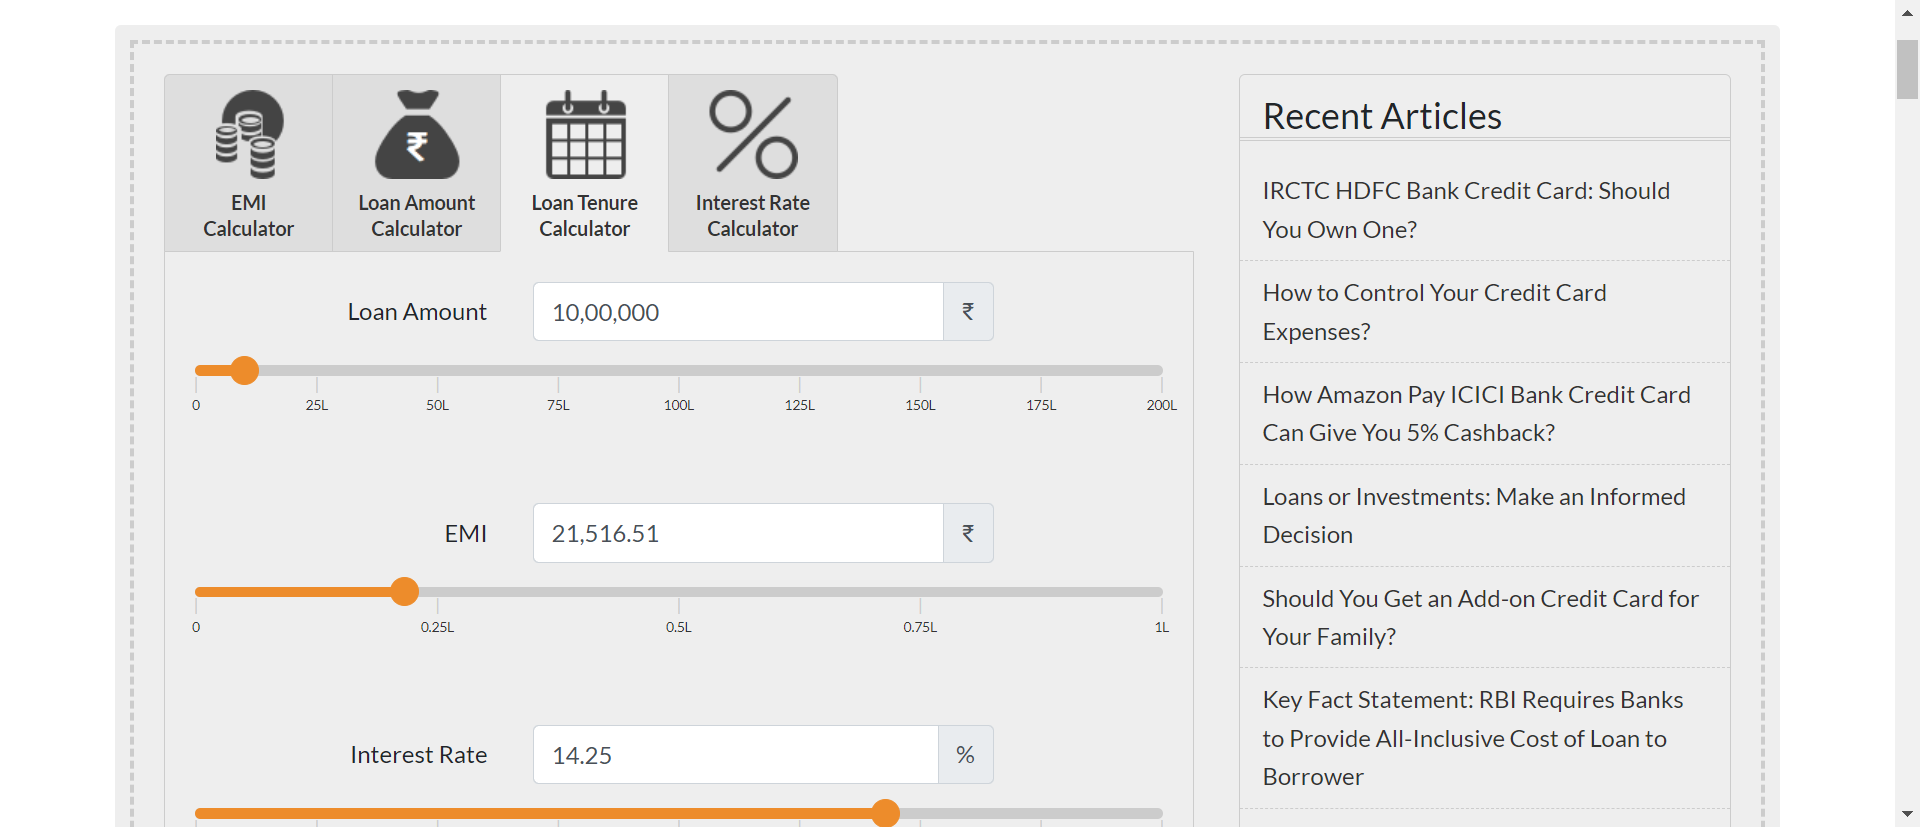 EMI
Calculator
₹
Loan Amount
Calculator
Loan Tenure
Calculator
Interest Rate
Calculator
Loan Amount 10,00,000 ₹
0 25L 50L 75L 100L 125L 150L 175L 200L
EMI 21,516.51 ₹
0 0.25L 0.5L 0.75L 1L
Interest Rate 14.25 %
Recent Articles
IRCTC HDFC Bank Credit Card: Should
You Own One?
How to Control Your Credit Card
Expenses?
How Amazon Pay ICICI Bank Credit Card
Can Give You 5% Cashback?
Loans or Investments: Make an Informed
Decision
Should You Get an Add-on Credit Card for
Your Family?
Key Fact Statement: RBI Requires Banks
to Provide All-Inclusive Cost of Loan to
Borrower